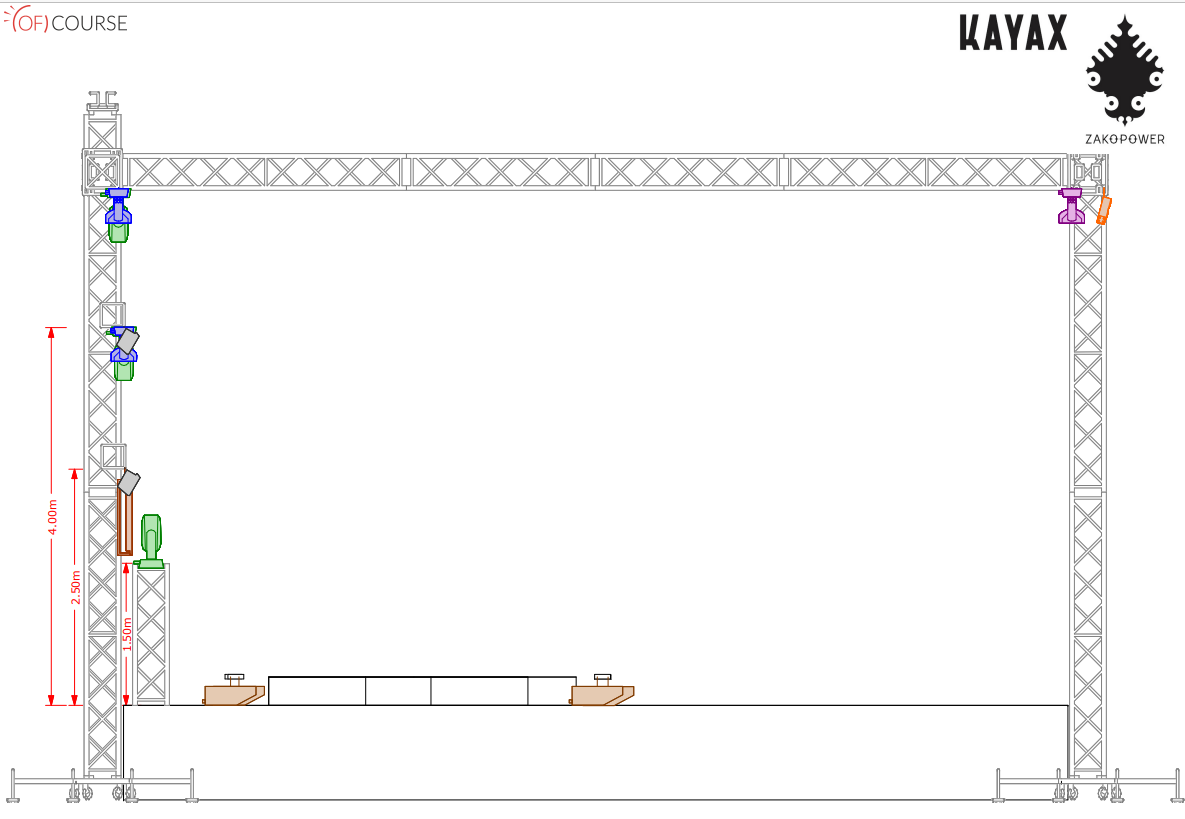 (OF) COURSE
KAYAX
ZAKOPOWER
4.00m
2.50m
1.50m